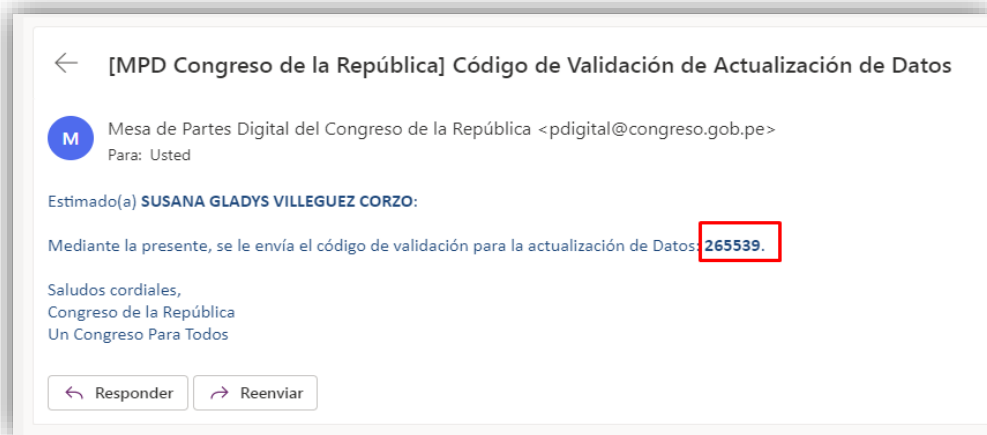 [MPD Congreso de la República] Código de Validación de Actualización de Datos
M
Mesa de Partes Digital del Congreso de la República <pdigital@congreso.gob.pe>
Para: Usted
Estimado(a) SUSANA GLADYS VILLEGUEZ CORZO:
Mediante la presente, se le envía el código de validación para la actualización de Datos: 265539.
Saludos cordiales,
Congreso de la República
Un Congreso Para Todos
Responder
Reenviar